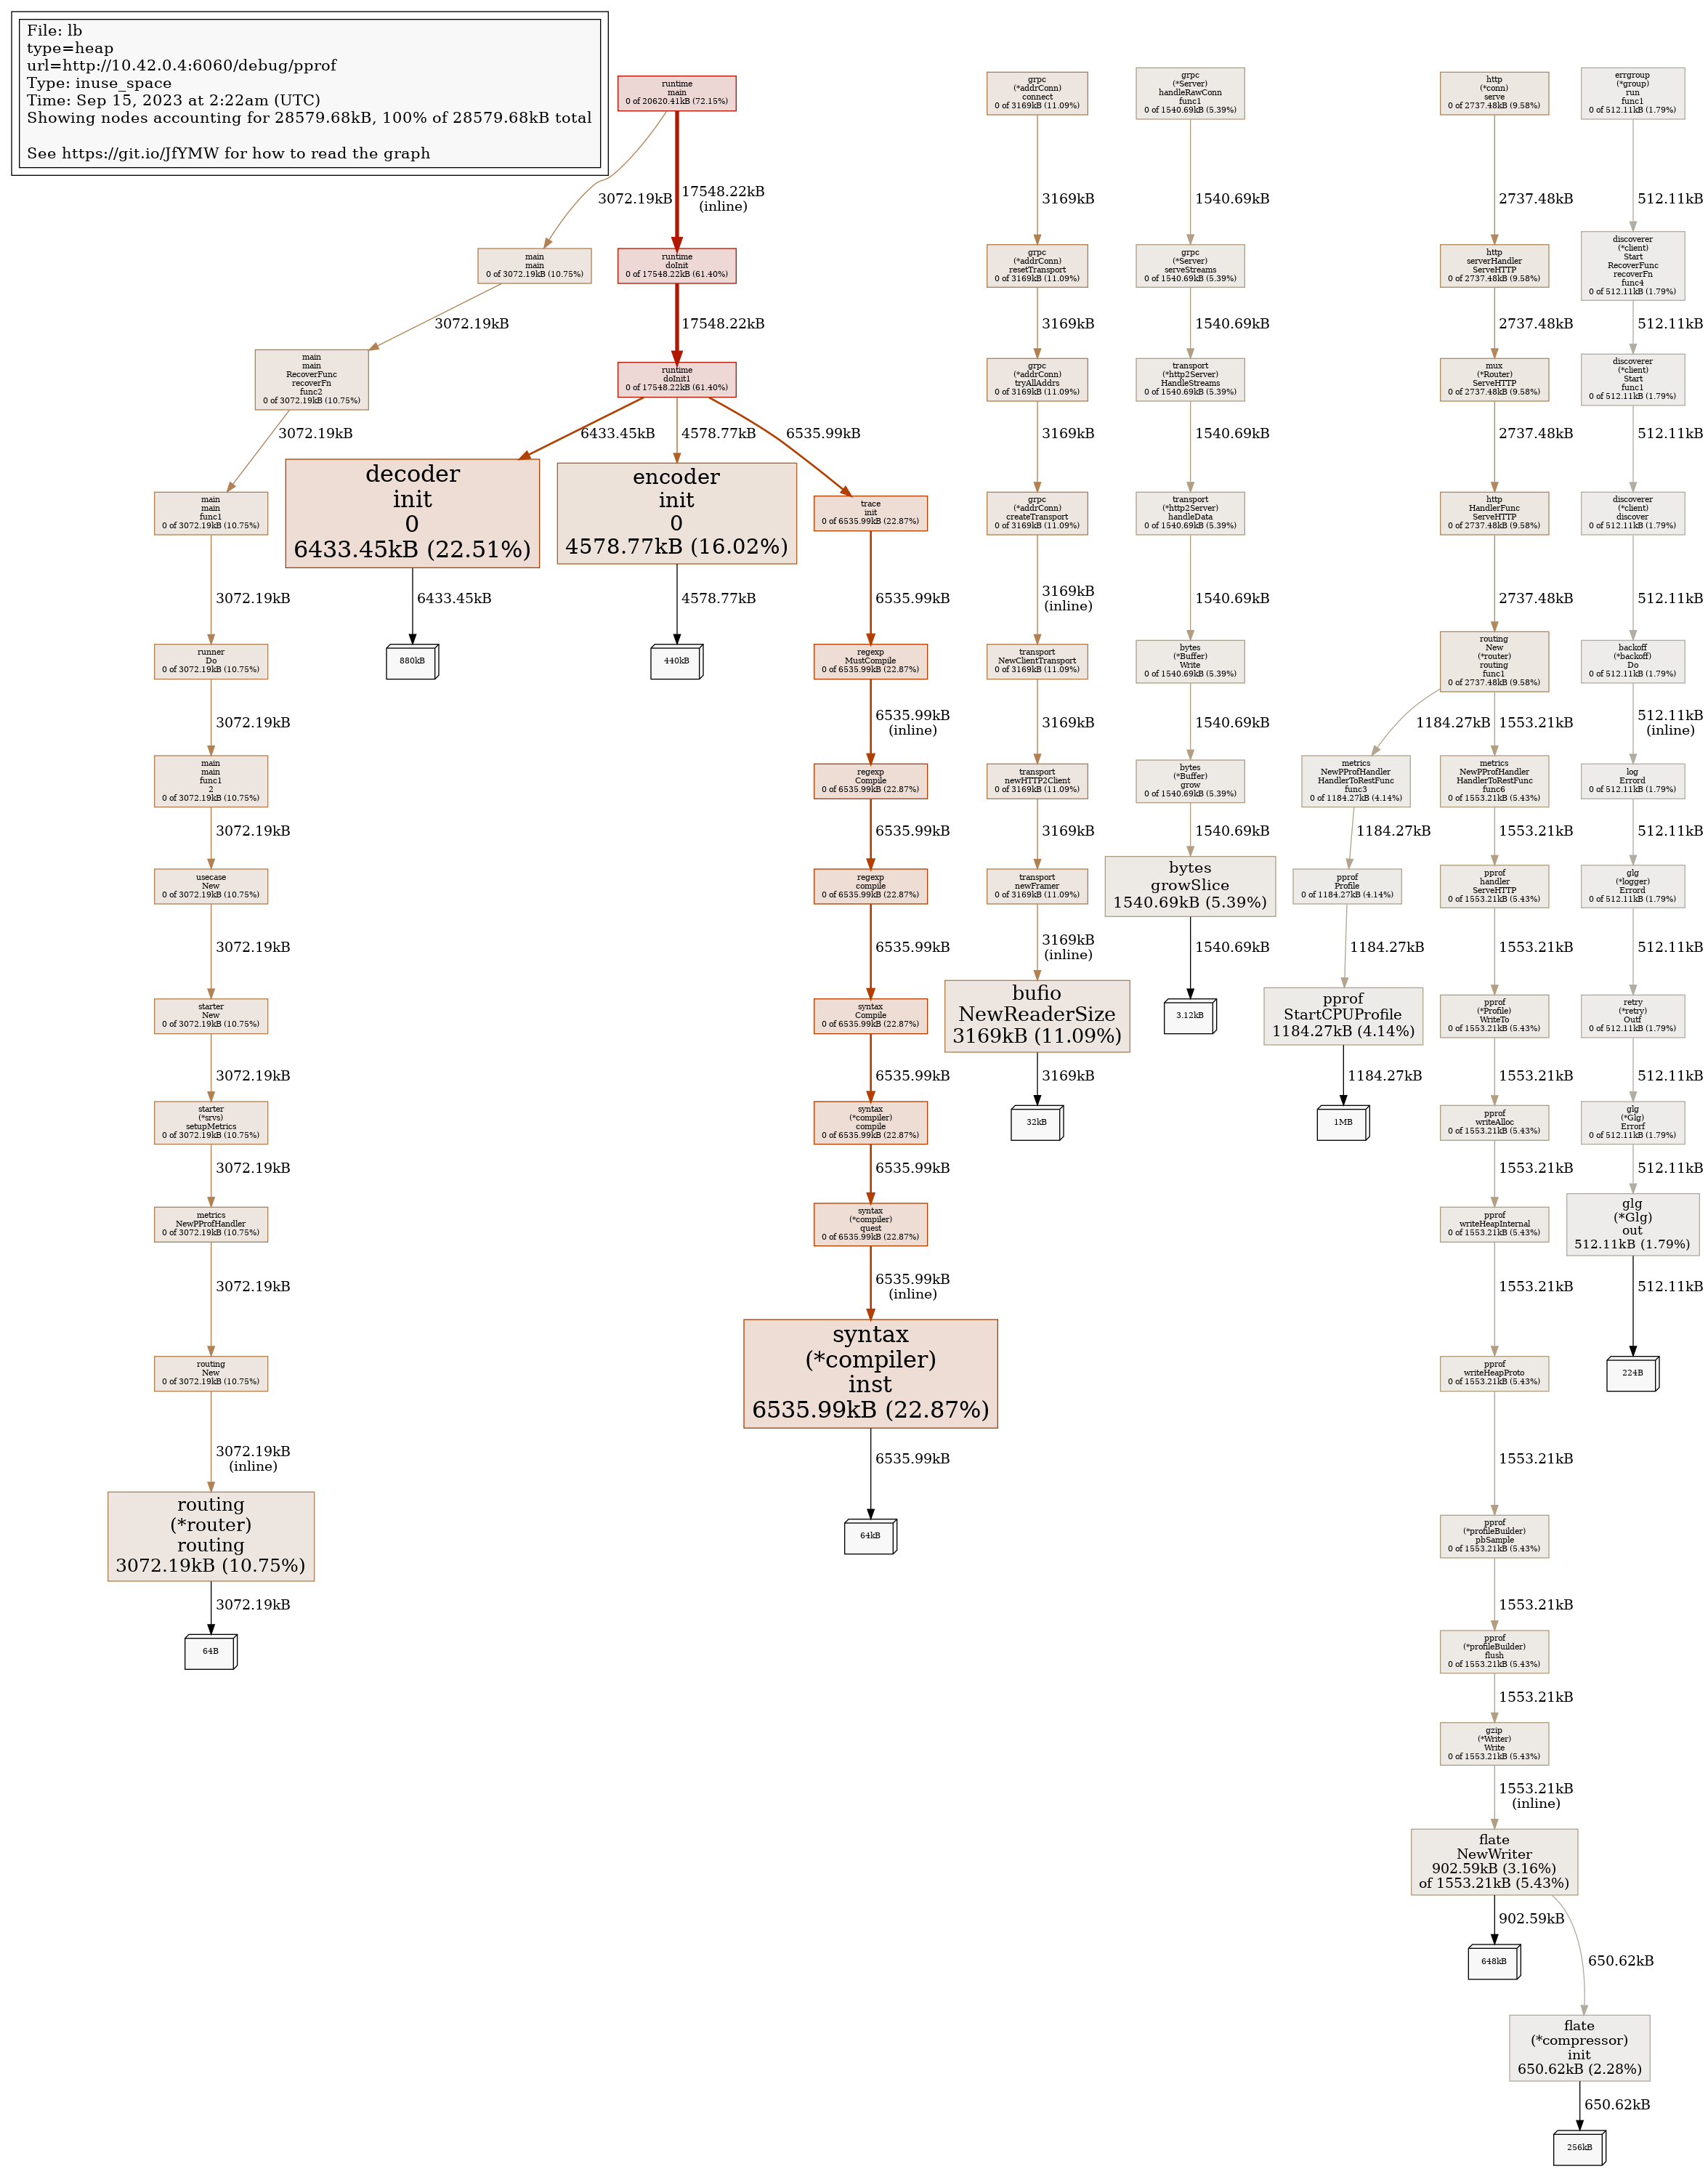 File: lb
type=heap
url=http://10.42.0.4:6060/debug/pprof
Type: inuse_space
Time: Sep 15, 2023 at 2:22am (UTC)
Showing nodes accounting for 28579.68kB, 100% of 28579.68kB total
See https://git.io/JfYMW for how to read the graph
runtime
main
0 of 20620.41kB (72.15%)
3072.19kB
17548.22kB
(inline)
main
main
0 of 3072.19kB (10.75%)
runtime
doInit
0 of 17548.22kB (61.40%)
3072.19kB
17548.22kB
main
main
RecoverFunc
recoverFn
func2
0 of 3072.19kB (10.75%)
runtime
doInit1
0 of 17548.22kB (61.40%)
3072.19kB
6433.45kB
4578.77kB
6535.99kB
main
main
func1
0 of 3072.19kB (10.75%)
3072.19kB
runner
Do
0 of 3072.19kB (10.75%)
3072.19kB
main
main
func1
2
0 of 3072.19kB (10.75%)
3072.19kB
usecase
New
0 of 3072.19kB (10.75%)
3072.19kB
starter
New
0 of 3072.19kB (10.75%)
3072.19kB
starter
(*srvs)
setupMetrics
0 of 3072.19kB (10.75%)
3072.19kB
metrics
NewPProfHandler
0 of 3072.19kB (10.75%)
3072.19kB
routing
New
0 of 3072.19kB (10.75%)
3072.19kB
(inline)
routing
(*router)
routing
3072.19kB (10.75%)
3072.19kB
64B
decoder
init
0
6433.45kB (22.51%)
6433.45kB
880kB
encoder
init
0
4578.77kB (16.02%)
4578.77kB
440kB
trace
init
0 of 6535.99kB (22.87%)
6535.99kB
regexp
MustCompile
0 of 6535.99kB (22.87%)
6535.99kB
(inline)
regexp
Compile
0 of 6535.99kB (22.87%)
6535.99kB
regexp
compile
0 of 6535.99kB (22.87%)
6535.99kB
syntax
Compile
0 of 6535.99kB (22.87%)
6535.99kB
syntax
(*compiler)
compile
0 of 6535.99kB (22.87%)
6535.99kB
syntax
(*compiler)
quest
0 of 6535.99kB (22.87%)
6535.99kB
(inline)
syntax
(*compiler)
inst
6535.99kB (22.87%)
6535.99kB
64kB
grpc
(*addrConn)
connect
0 of 3169kB (11.09%)
3169kB
grpc
(*addrConn)
resetTransport
0 of 3169kB (11.09%)
3169kB
grpc
(*addrConn)
tryAllAddrs
0 of 3169kB (11.09%)
3169kB
grpc
(*addrConn)
createTransport
0 of 3169kB (11.09%)
3169kB
(inline)
transport
NewClientTransport
0 of 3169kB (11.09%)
3169kB
transport
newHTTP2Client
0 of 3169kB (11.09%)
3169kB
transport
newFramer
0 of 3169kB (11.09%)
3169kB
(inline)
bufio
NewReaderSize
3169kB (11.09%)
3169kB
32kB
grpc
(*Server)
handleRawConn
func1
0 of 1540.69kB (5.39%)
1540.69kB
grpc
(*Server)
serveStreams
0 of 1540.69kB (5.39%)
1540.69kB
transport
(*http2Server)
HandleStreams
0 of 1540.69kB (5.39%)
1540.69kB
transport
(*http2Server)
handleData
0 of 1540.69kB (5.39%)
1540.69kB
bytes
(*Buffer)
Write
0 of 1540.69kB (5.39%)
1540.69kB
bytes
(*Buffer)
grow
0 of 1540.69kB (5.39%)
1540.69kB
bytes
growSlice
1540.69kB (5.39%)
1540.69kB
3.12kB
http
(*conn)
serve
0 of 2737.48kB (9.58%)
2737.48kB
http
serverHandler
ServeHTTP
0 of 2737.48kB (9.58%)
2737.48kB
mux
(*Router)
ServeHTTP
0 of 2737.48kB (9.58%)
2737.48kB
http
HandlerFunc
ServeHTTP
0 of 2737.48kB (9.58%)
2737.48kB
routing
New
(*router)
routing
func1
0 of 2737.48kB (9.58%)
1184.27kB
1553.21kB
metrics
NewPProfHandler
HandlerToRestFunc
func3
0 of 1184.27kB (4.14%)
1184.27kB
pprof
Profile
0 of 1184.27kB (4.14%)
1184.27kB
pprof
StartCPUProfile
1184.27kB (4.14%)
1184.27kB
1MB
metrics
NewPProfHandler
HandlerToRestFunc
func6
0 of 1553.21kB (5.43%)
1553.21kB
pprof
handler
ServeHTTP
0 of 1553.21kB (5.43%)
1553.21kB
pprof
(*Profile)
WriteTo
0 of 1553.21kB (5.43%)
1553.21kB
pprof
writeAlloc
0 of 1553.21kB (5.43%)
1553.21kB
pprof
writeHeapInternal
0 of 1553.21kB (5.43%)
1553.21kB
pprof
writeHeapProto
0 of 1553.21kB (5.43%)
1553.21kB
pprof
(*profileBuilder)
pbSample
0 of 1553.21kB (5.43%)
1553.21kB
pprof
(*profileBuilder)
flush
0 of 1553.21kB (5.43%)
1553.21kB
gzip
(*Writer)
Write
0 of 1553.21kB (5.43%)
1553.21kB
(inline)
flate
NewWriter
902.59kB (3.16%)
of 1553.21kB (5.43%)
902.59kB
648kB
650.62kB
flate
(*compressor)
init
650.62kB (2.28%)
650.62kB
256kB
errgroup
(*group)
run
func1
0 of 512.11kB (1.79%)
512.11kB
discoverer
(*client)
Start
RecoverFunc
recoverFn
func4
0 of 512.11kB (1.79%)
512.11kB
discoverer
(*client)
Start
func1
0 of 512.11kB (1.79%)
512.11kB
discoverer
(*client)
discover
0 of 512.11kB (1.79%)
512.11kB
backoff
(*backoff)
Do
0 of 512.11kB (1.79%)
512.11kB
(inline)
log
Errord
0 of 512.11kB (1.79%)
512.11kB
glg
(*logger)
Errord
0 of 512.11kB (1.79%)
512.11kB
retry
(*retry)
Outf
0 of 512.11kB (1.79%)
512.11kB
glg
(*Glg)
Errorf
0 of 512.11kB (1.79%)
512.11kB
glg
(*Glg)
out
512.11kB (1.79%)
512.11kB
224B